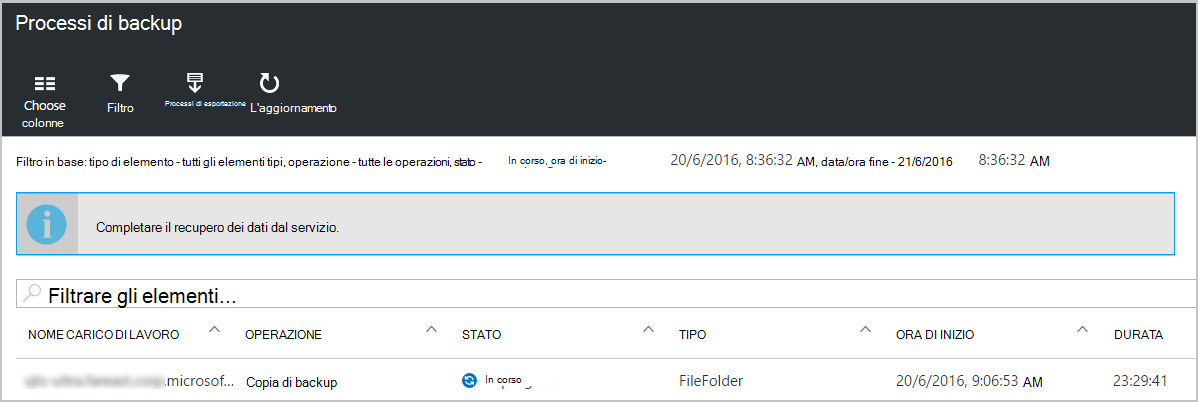 Processi di backup
Choose colonne
Filtro
Processi di esportazione
L'aggiornamento
Filtro in base: tipo di elemento - tutti gli elementi tipi, operazione - tutte le operazioni, stato - In corso, ora di inizio- 20/6/2016, 8:36:32 AM, data/ora fine - 21/6/2016 8:36:32 AM
Completare il recupero dei dati dal servizio.
Filtrare gli elementi...
NOME CARICO DI LAVORO OPERAZIONE STATO TIPO ORA DI INIZIO DURATA
.microsof... Copia di backup In corso FileFolder 20/6/2016, 9:06:53 AM 23:29:41